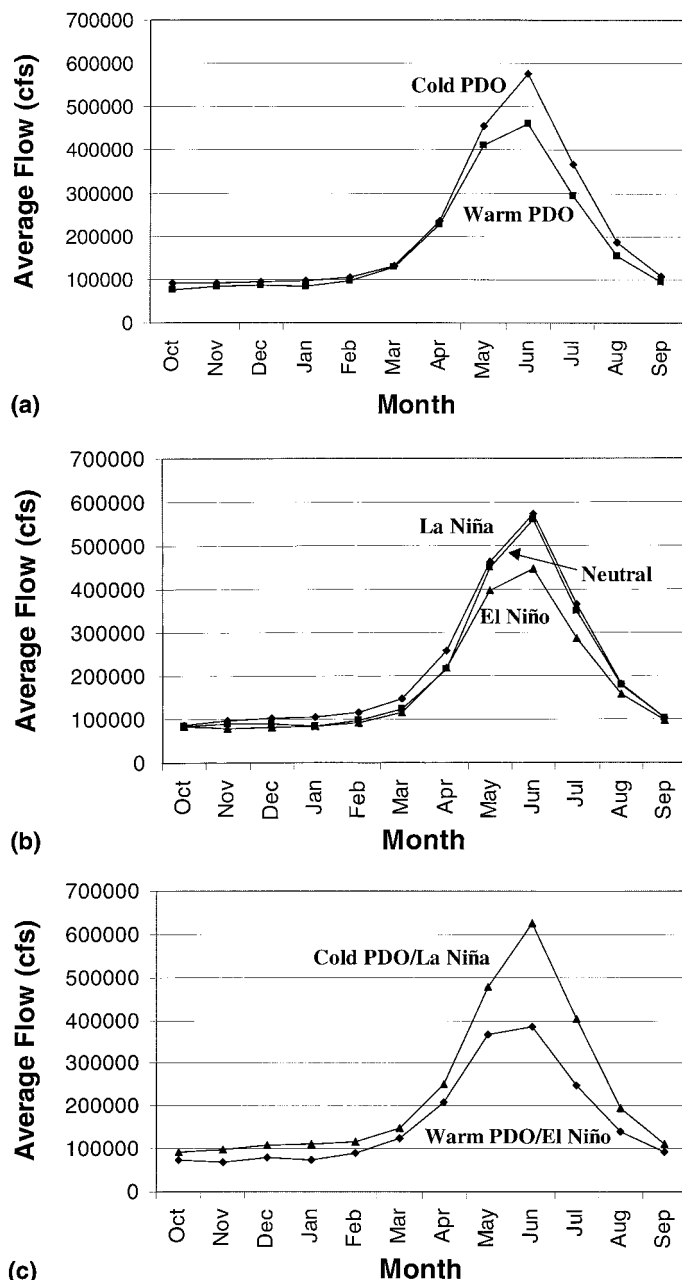 700000
600000
500000
400000
300000
200000
100000
0
Average Flow (cfs)
Cold PDO
Warm PDO
Oct
Nov
Dec
Jan
Feb
Mar
Apr
May
Jun
Jul
Aug
Sep
(a)
Month
700000
600000
500000
400000
300000
200000
100000
0
Average Flow (cfs)
La Niña
Neutral
El Niño
Oct
Nov
Dec
Jan
Feb
Mar
Apr
May
Jun
Jul
Aug
Sep
(b)
Month
700000
600000
500000
400000
300000
200000
100000
0
Average Flow (cfs)
Cold PDO/La Niña
Warm PDO/El Niño
Oct
Nov
Dec
Jan
Feb
Mar
Apr
May
Jun
Jul
Aug
Sep
(c)
Month